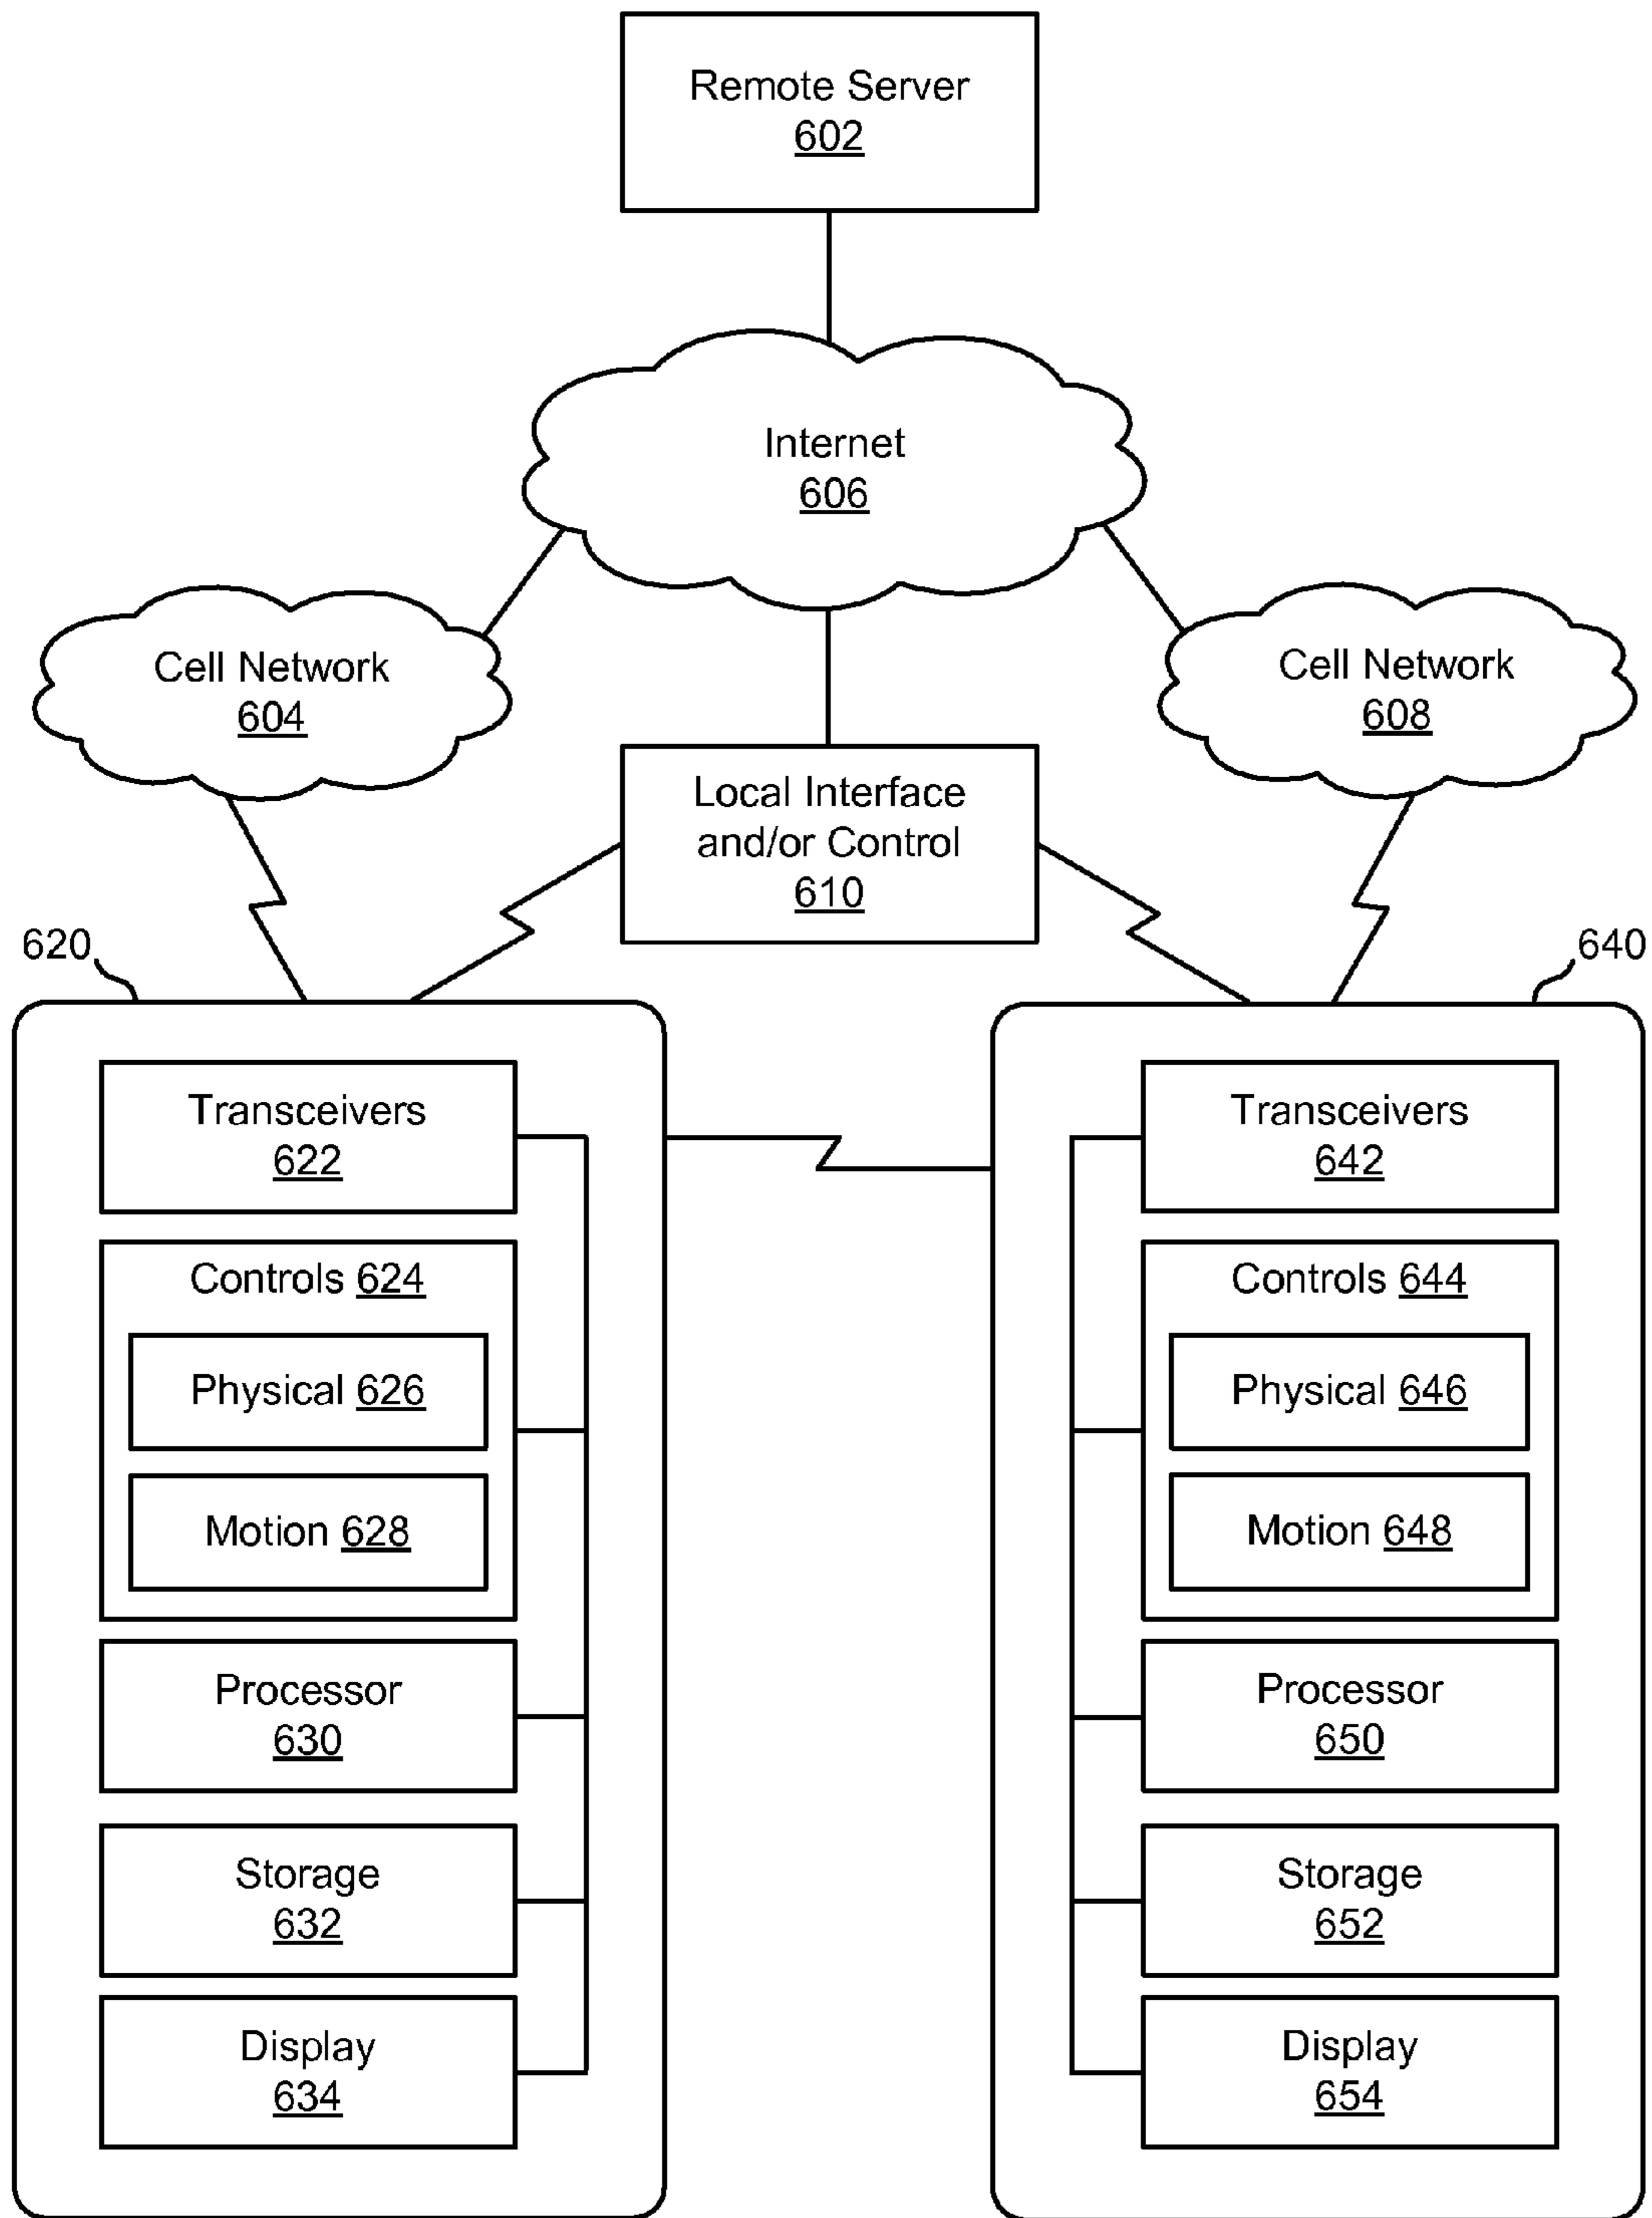 Remote Server
602
Internet
606
Cell Network
604
Cell Network
608
Local Interface
and/or Control
610
620
640
Transceivers
622
Controls 624
Physical 626
Motion 628
Processor
630
Storage
632
Display
634
Transceivers
642
Controls 644
Physical 646
Motion 648
Processor
650
Storage
652
Display
654